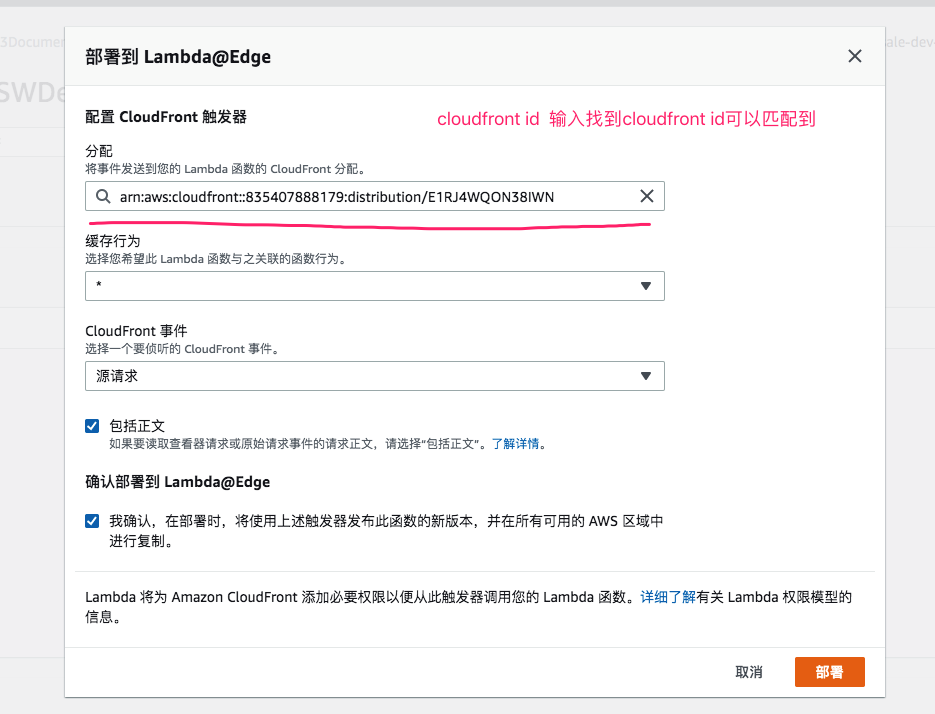 3Documen
ale-dev
SWDe
部署到 Lambda@Edge
配置 CloudFront 触发器
cloudfront id 输入找到cloudfront id可以匹配到
分配
将事件发送到您的 Lambda 函数的 CloudFront 分配。
arn:aws:cloudfront::835407888179:distribution/E1RJ4WQON38IWN
缓存行为
选择您希望此 Lambda 函数与之关联的函数行为。
*
CloudFront 事件
选择一个要侦听的 CloudFront 事件。
源请求
包括正文
如果要读取查看器请求或原始请求事件的请求正文，请选择“包括正文”。了解详情。
确认部署到 Lambda@Edge
我确认，在部署时，将使用上述触发器发布此函数的新版本，并在所有可用的 AWS 区域中
进行复制。
Lambda 将为 Amazon CloudFront 添加必要权限以便从此触发器调用您的 Lambda 函数。详细了解有关 Lambda 权限模型的
信息。
取消
部署